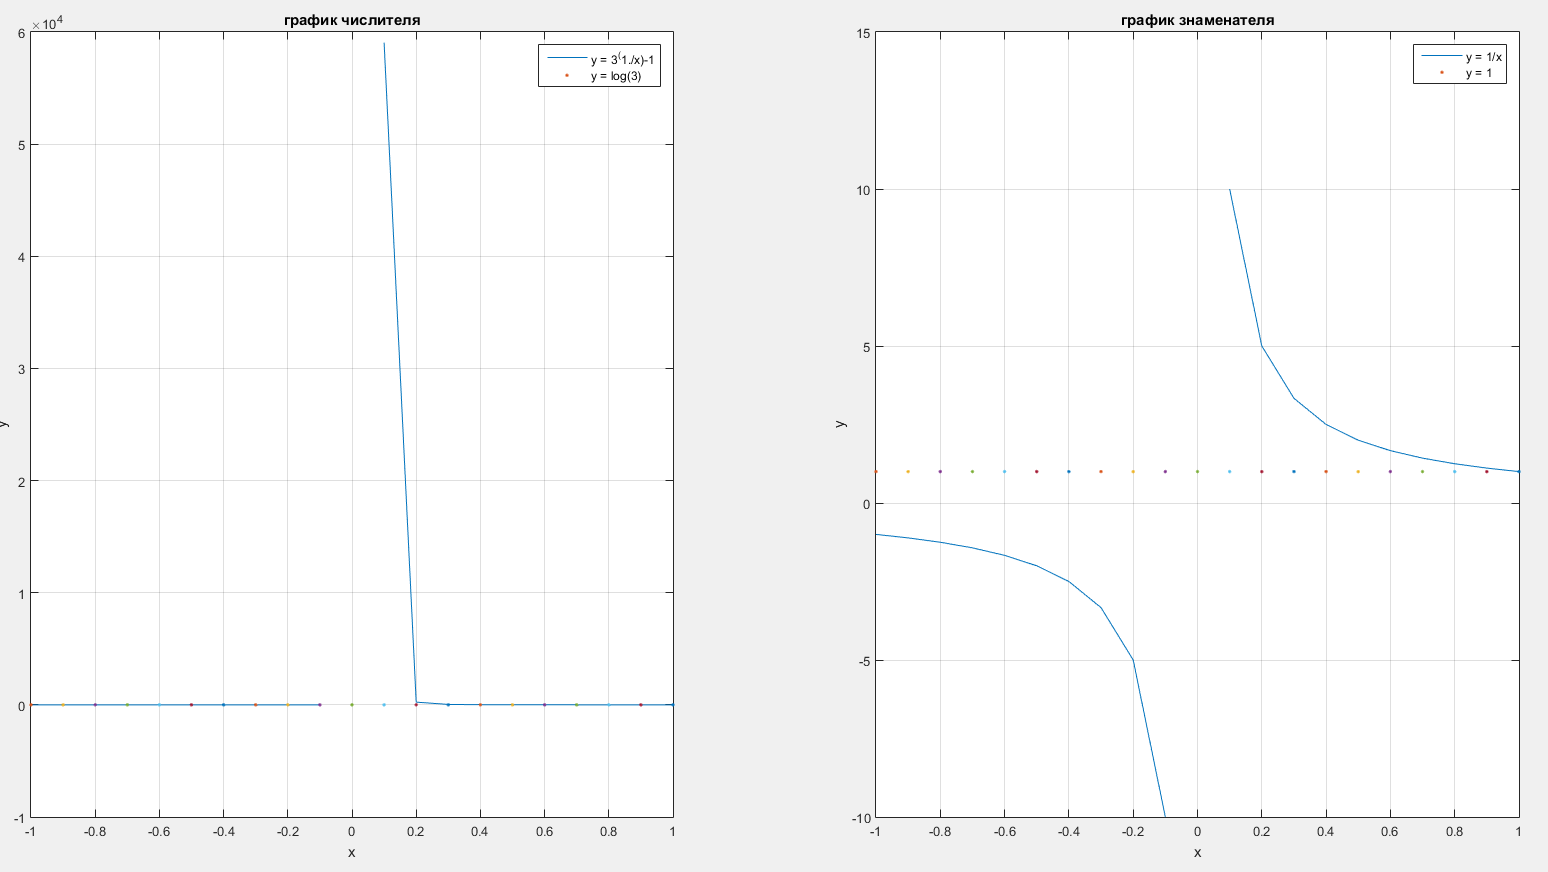 график числителя
×10⁴
6
5
4
3
2
1
0
-1
y
-1 -0.8 -0.6 -0.4 -0.2 0 0.2 0.4 0.6 0.8 1
x
y = 3⁽1./x)-1
y = log(3)
график знаменателя
15
10
5
0
-5
-10
y
-1 -0.8 -0.6 -0.4 -0.2 0 0.2 0.4 0.6 0.8 1
x
y = 1/x
y = 1